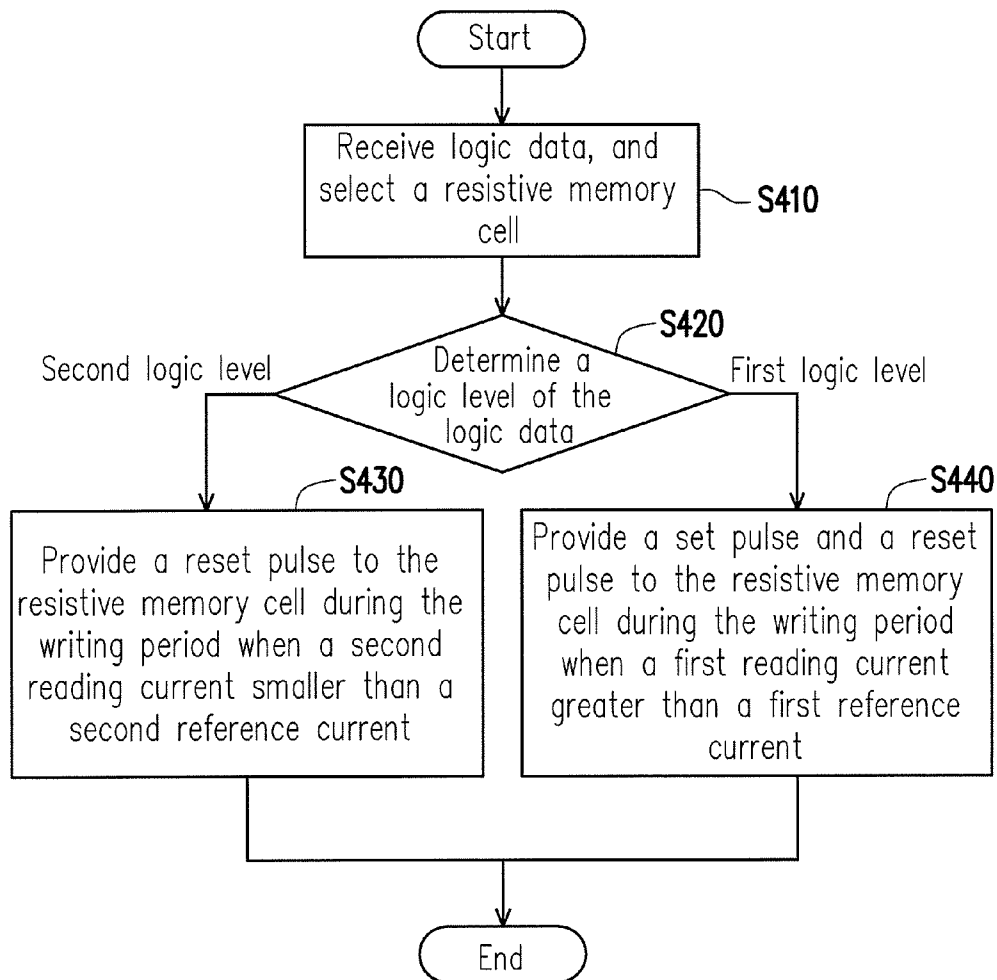 Start
Receive logic data, and
select a resistive memory
cell
S410
S420
Determine a
logic level of the
logic data
Second logic level
First logic level
S430
Provide a reset pulse to the
resistive memory cell during the
writing period when a second
reading current smaller than a
second reference current
S440
Provide a set pulse and a reset
pulse to the resistive memory
cell during the writing period
when a first reading current
greater than a first reference
current
End